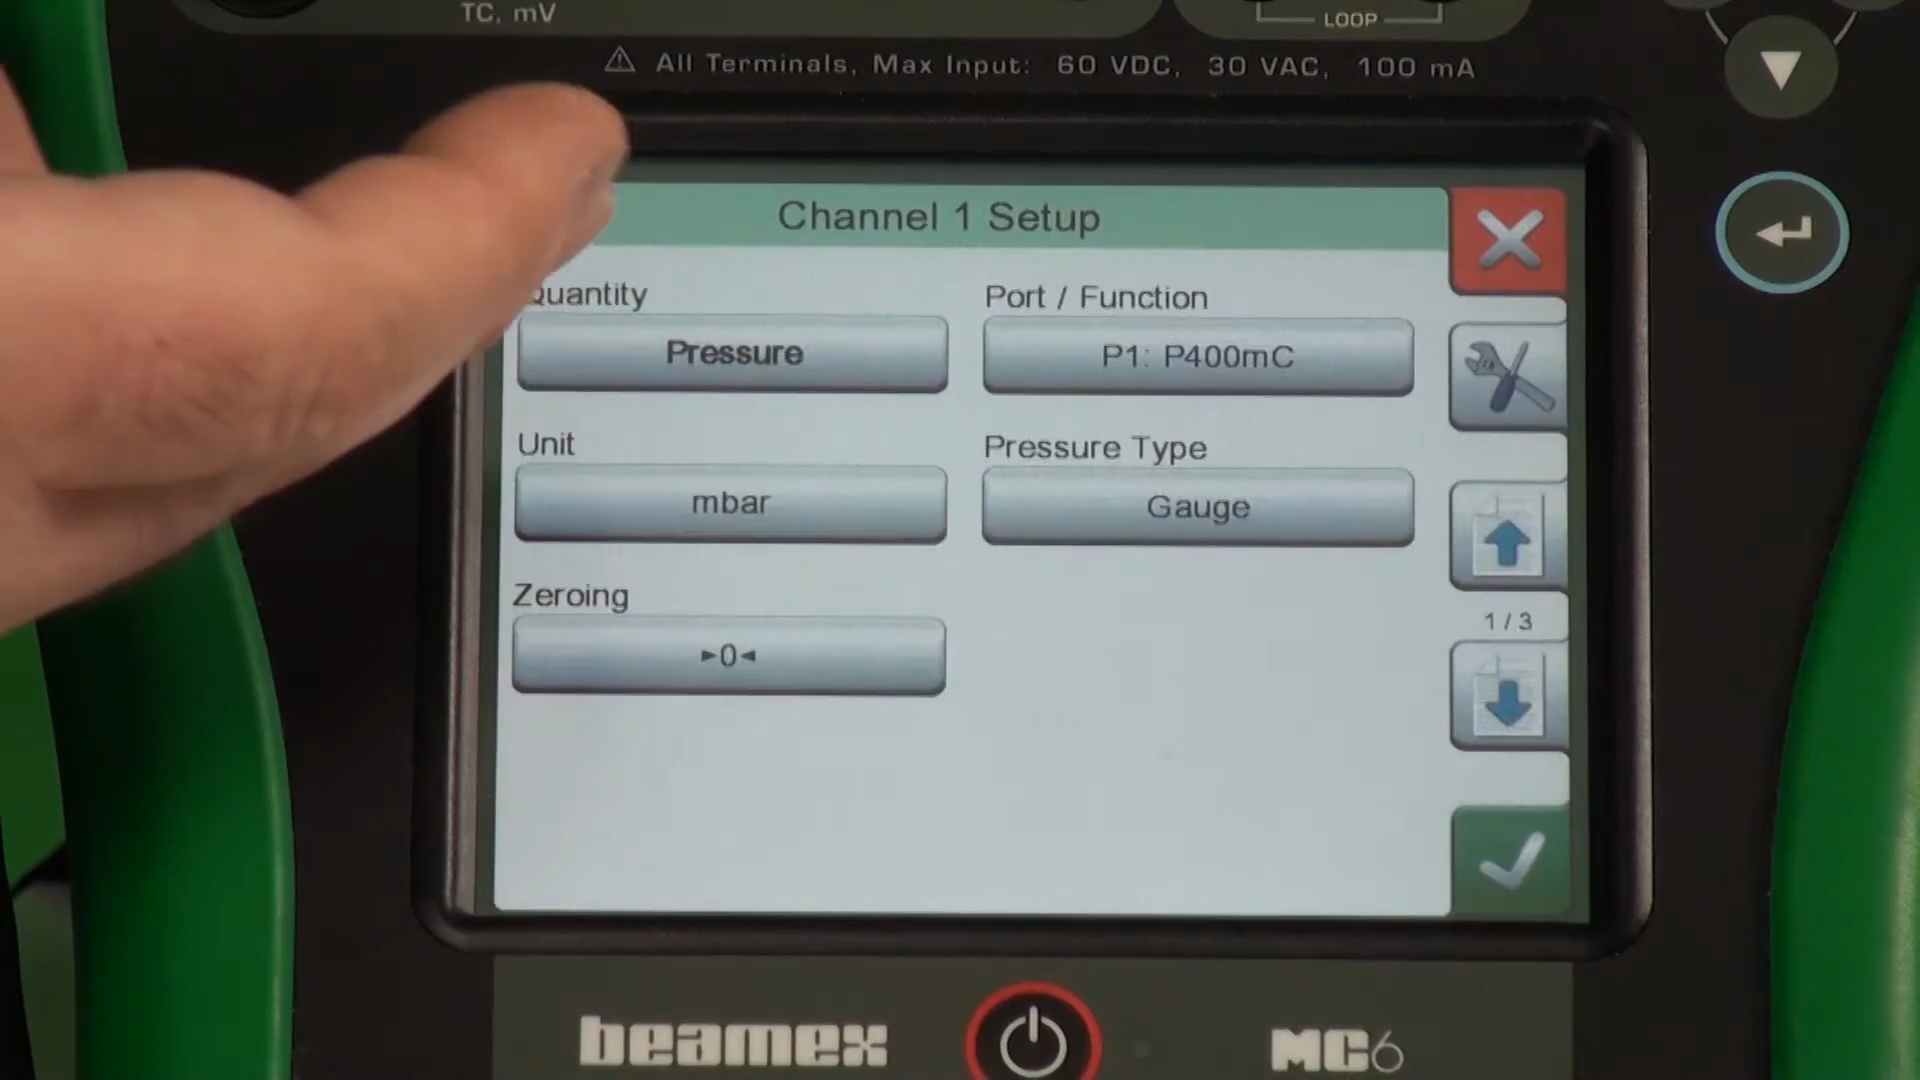 TC, mV
LOOP
⚠ All Terminals, Max Input: 60 VDC, 30 VAC, 100 mA
Channel 1 Setup
Quantity
Port / Function
Pressure
P1: P400mC
Unit
Pressure Type
mbar
Gauge
Zeroing
►0◄
1 / 3
beamex
MC6